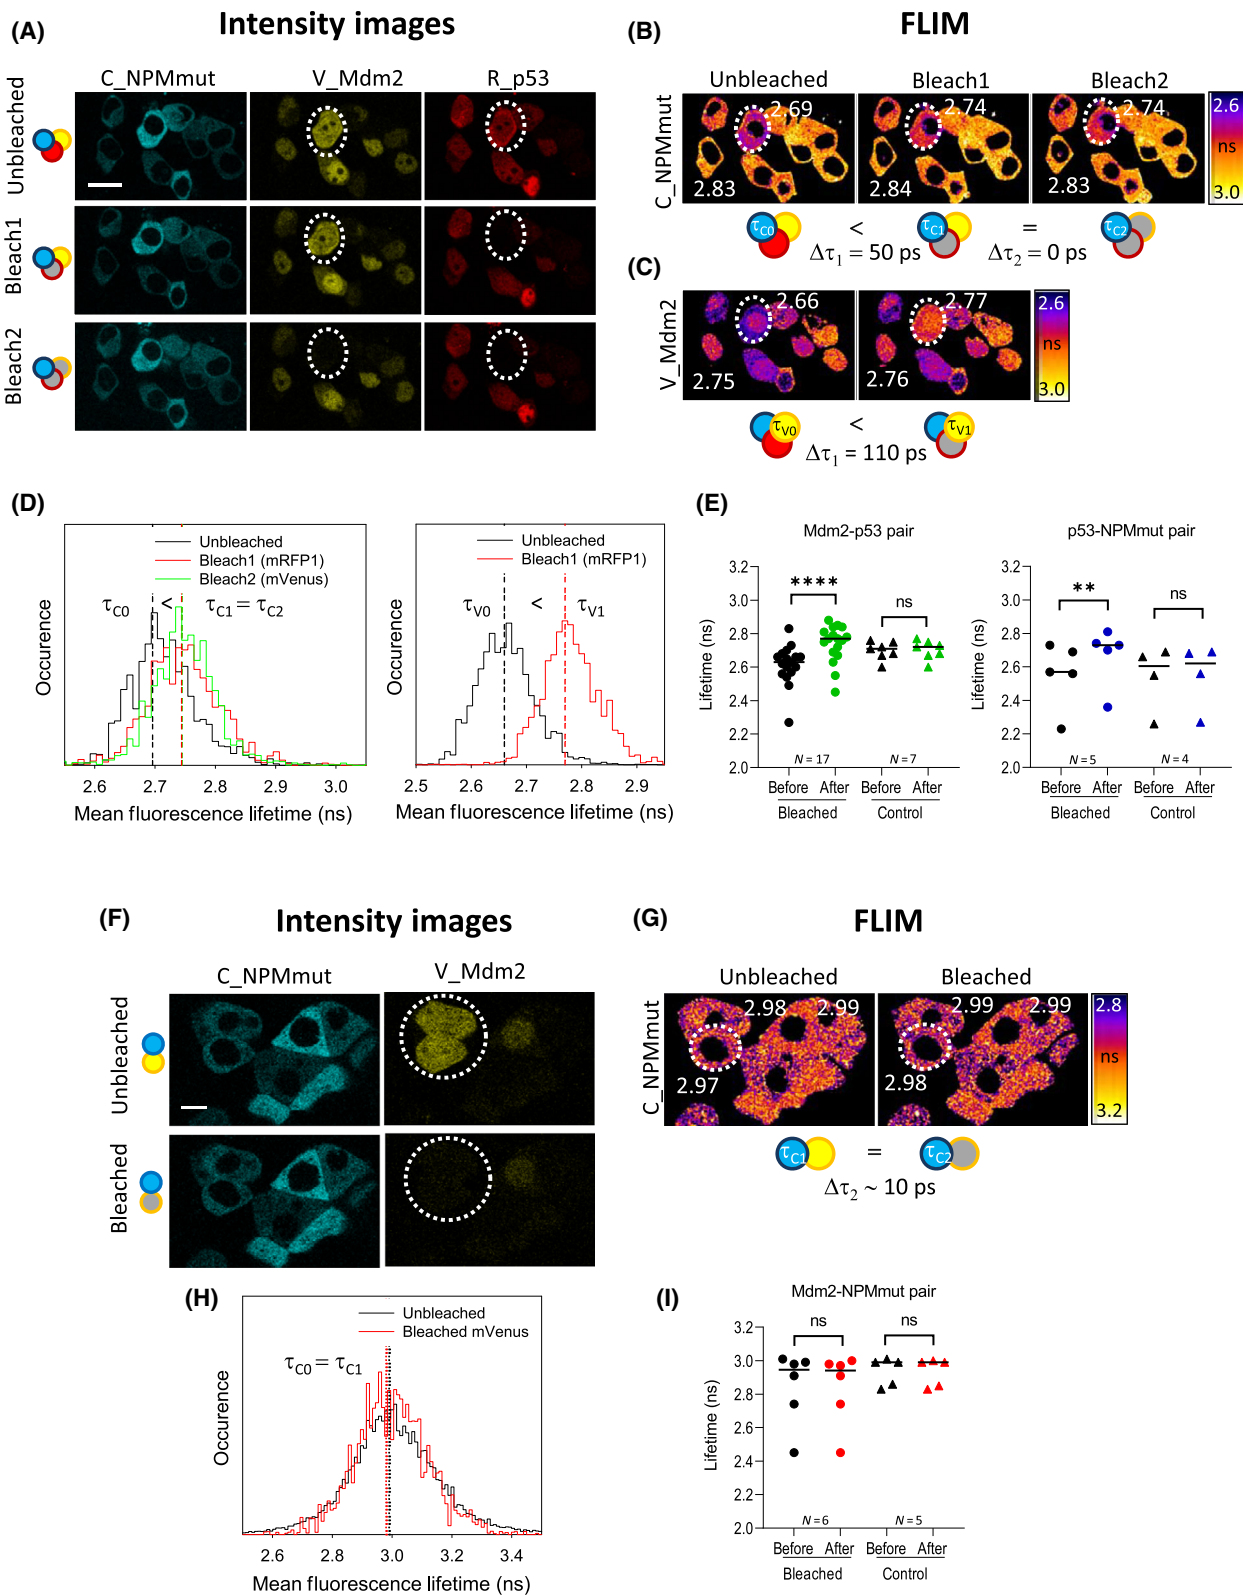 (A)
Intensity images
C_NPMmut
V_Mdm2
R_p53
Unbleached
Bleach1
Bleach2
(B)
FLIM
Unbleached
Bleach1
Bleach2
C_NPMmut
2.69
2.74
2.74
2.83
2.84
2.83
2.6
ns
3.0
τC0
<
τC1
=
τC2
Δτ1 = 50 ps
Δτ2 = 0 ps
(C)
V_Mdm2
2.66
2.77
2.75
2.76
2.6
ns
3.0
τV0
<
τV1
Δτ1 = 110 ps
(D)
Unbleached
Bleach1 (mRFP1)
Bleach2 (mVenus)
τC0
<
τC1 = τC2
Occurence
2.6 2.7 2.8 2.9 3.0
Mean fluorescence lifetime (ns)
Unbleached
Bleach1 (mRFP1)
τV0
<
τV1
Occurence
2.5 2.6 2.7 2.8 2.9
Mean fluorescence lifetime (ns)
(E)
Mdm2-p53 pair
3.2
3.0
2.8
2.6
2.4
2.2
2.0
Lifetime (ns)
****
ns
N = 17
N = 7
Before After Before After
Bleached Control
p53-NPMmut pair
3.2
3.0
2.8
2.6
2.4
2.2
2.0
Lifetime (ns)
**
ns
N = 5
N = 4
Before After Before After
Bleached Control
(F)
Intensity images
C_NPMmut
V_Mdm2
Unbleached
Bleached
(G)
FLIM
Unbleached
Bleached
C_NPMmut
2.98
2.99
2.97
2.99
2.99
2.98
2.8
ns
3.2
τC1
=
τC2
Δτ2 ~ 10 ps
(H)
Unbleached
Bleached mVenus
τC0 = τC1
Occurence
2.6 2.8 3.0 3.2 3.4
Mean fluorescence lifetime (ns)
(I)
Mdm2-NPMmut pair
3.2
3.0
2.8
2.6
2.4
2.2
2.0
Lifetime (ns)
ns
ns
N = 6
N = 5
Before After Before After
Bleached Control